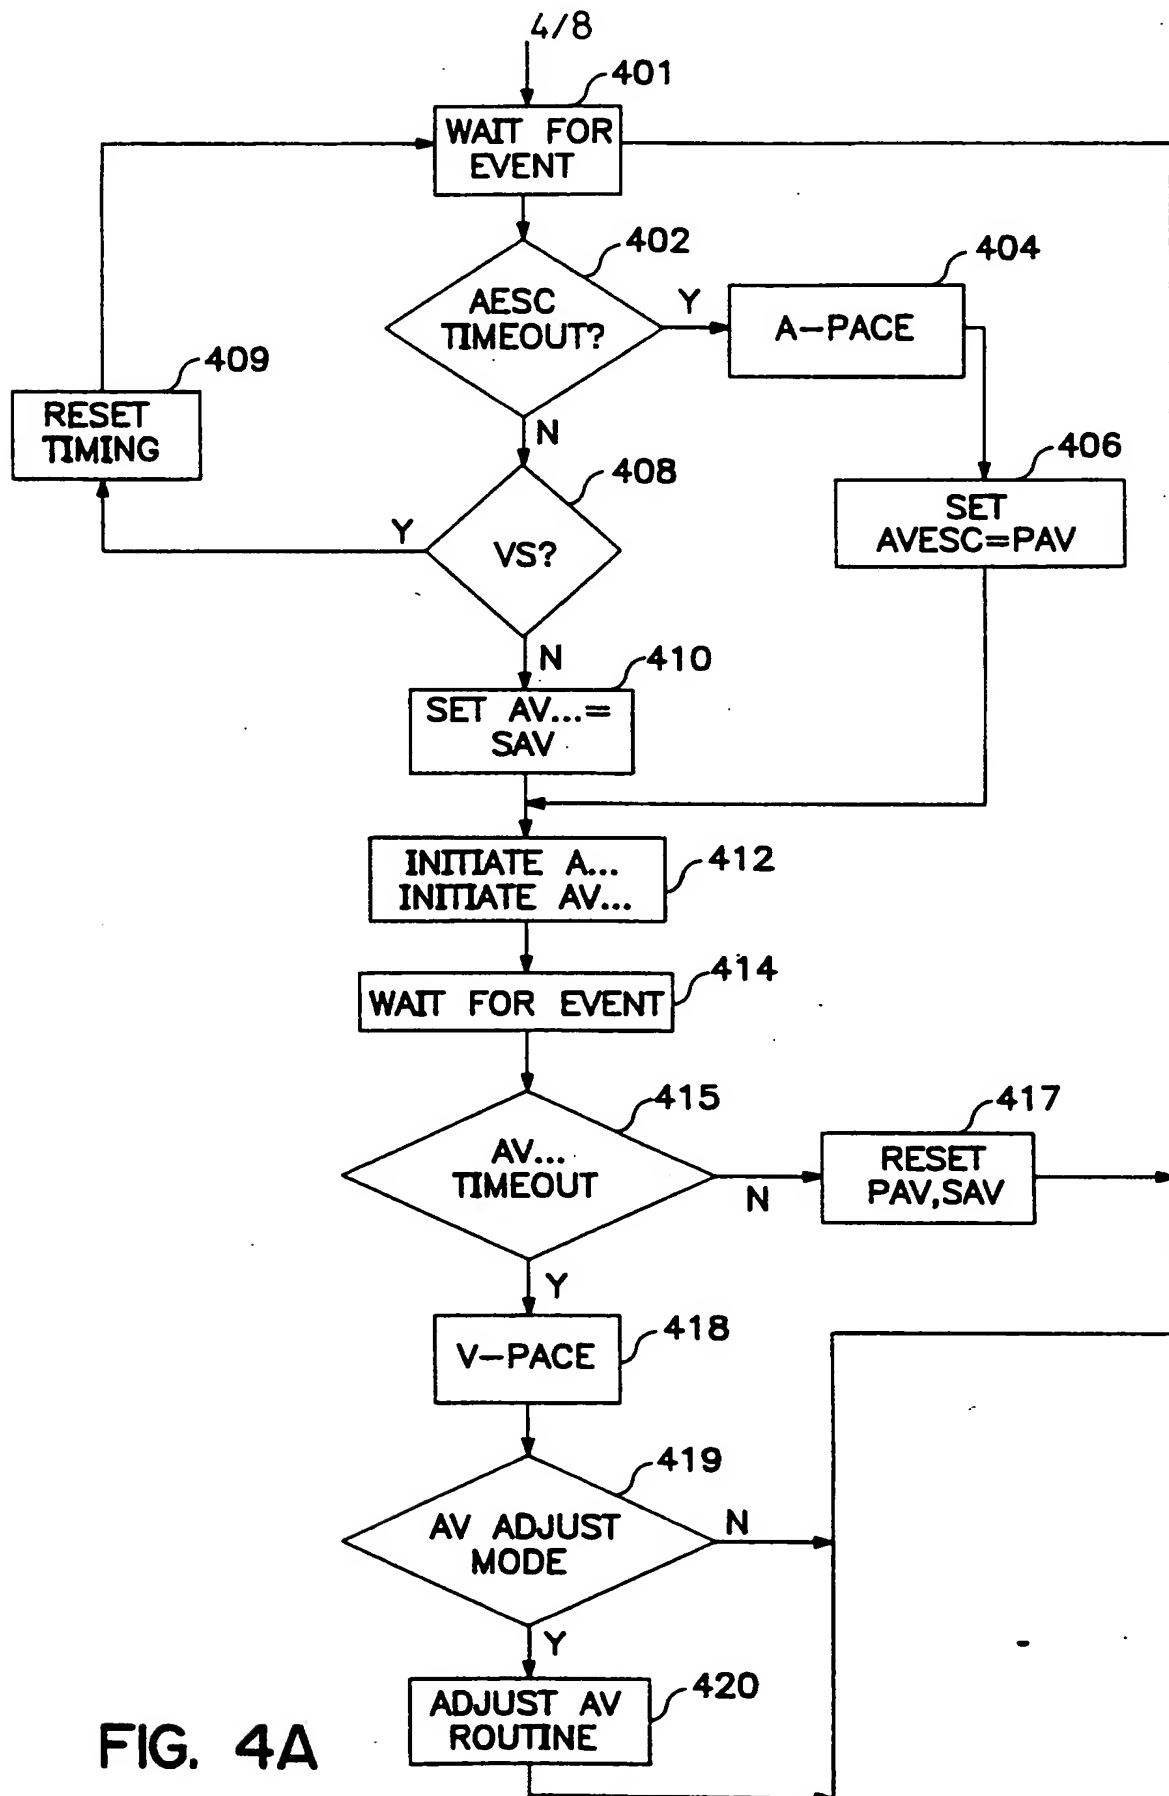 4/8
401
WAIT FOR
EVENT
402
AESC
TIMEOUT?
Y
404
A-PACE
409
RESET
TIMING
N
406
SET
AVESC=PAV
408
Y
VS?
N
410
SET AV...=
SAV
412
INITIATE A...
INITIATE AV...
414
WAIT FOR EVENT
415
AV...
TIMEOUT
N
417
RESET
PAV,SAV
Y
418
V-PACE
419
AV ADJUST
MODE
N
Y
420
ADJUST AV
ROUTINE
FIG. 4A